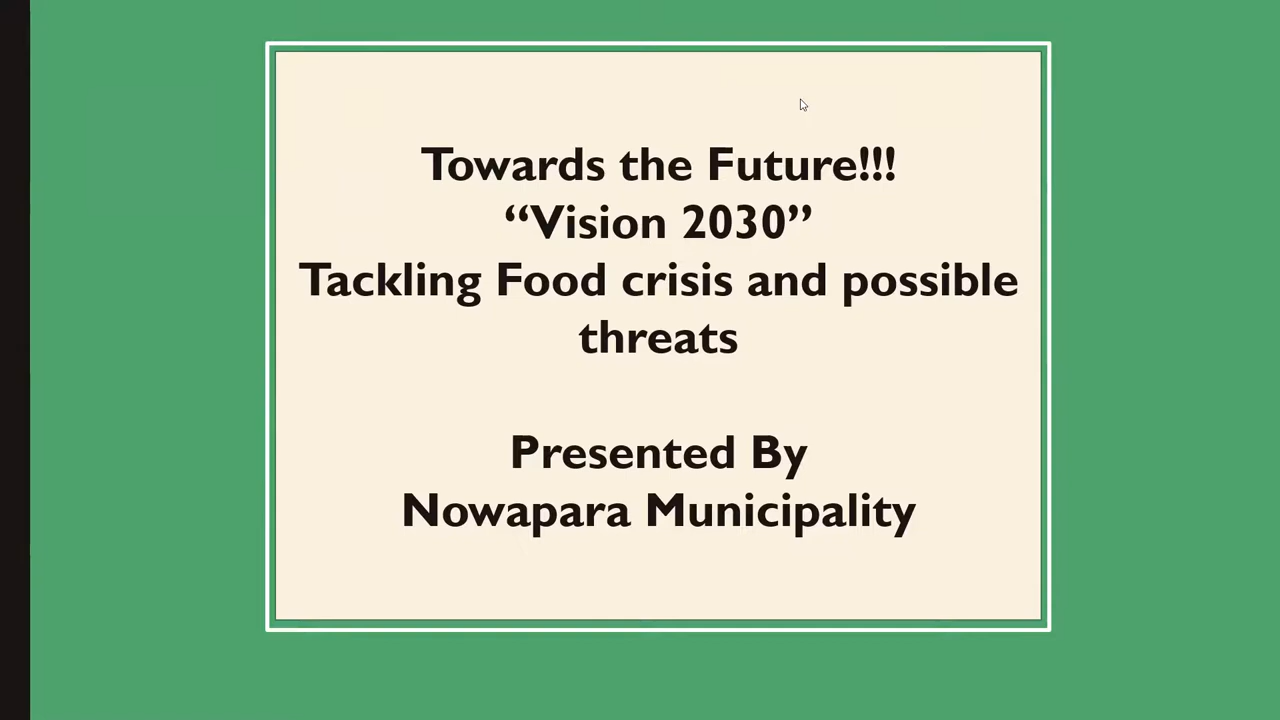 Towards the Future!!!
“Vision 2030”
Tackling Food crisis and possible
threats
Presented By
Nowapara Municipality